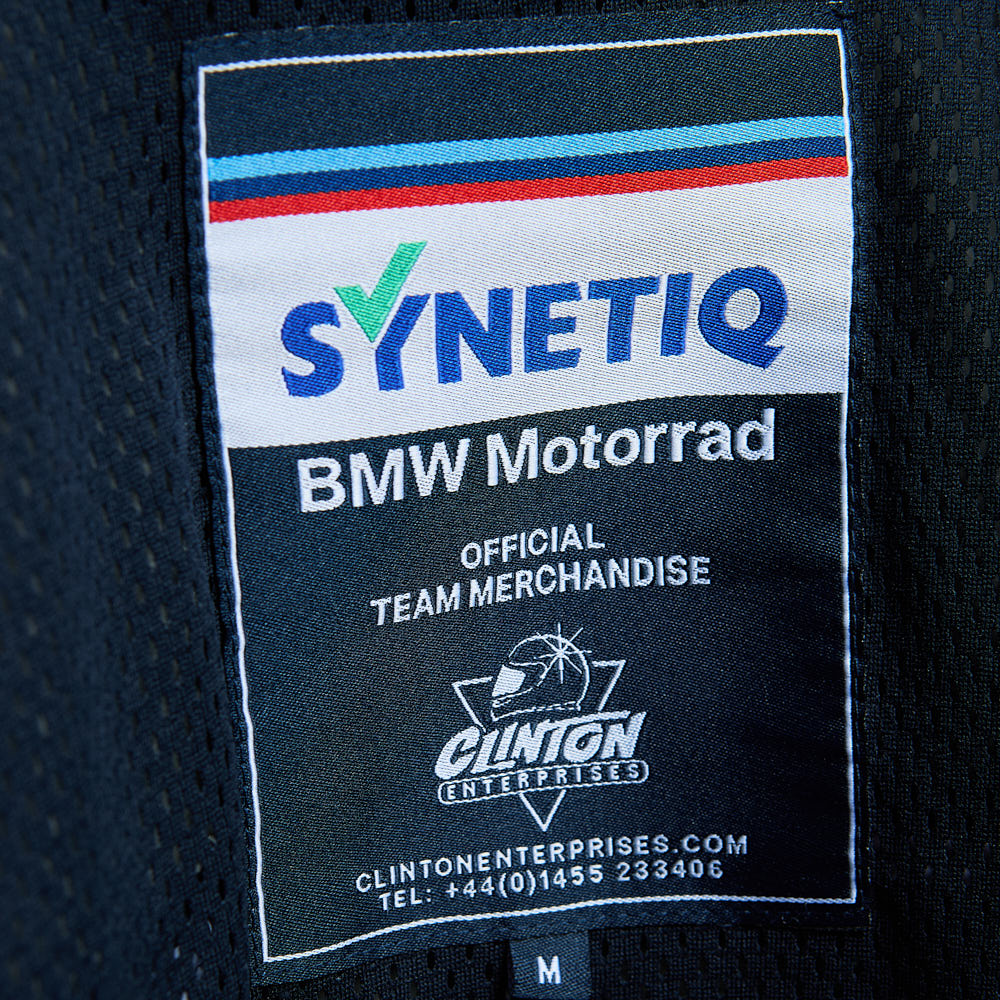 SYNETIQ
BMW Motorrad
OFFICIAL
TEAM MERCHANDISE
CLINTON
ENTERPRISES
CLINTONENTERPRISES.COM
TEL: +44(0)1455 233406
M